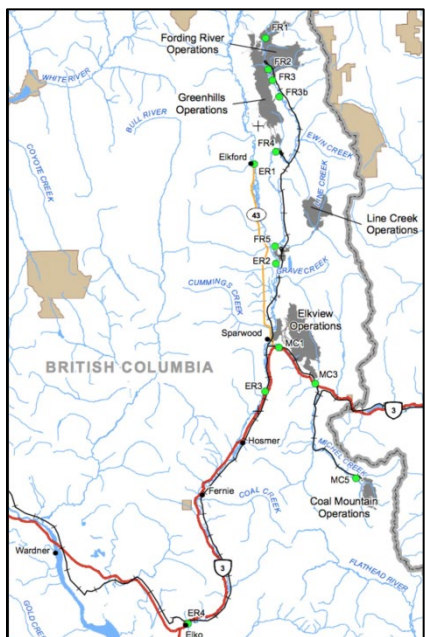 FR1
Fording River
Operations
FR2
FR3
WHITE RIVER
FR3b
Greenhills
Operations
BULL RIVER
FR4
EWIN CREEK
Elkford
ER1
COYOTE CREEK
LINE CREEK
43
Line Creek
Operations
FR5
ER2
GRAVE CREEK
CUMMINGS CREEK
Elkview
Operations
Sparwood
MC1
BRITISH COLUMBIA
MC3
ER3
3
Hosmer
MICHEL CREEK
MC5
Fernie
COAL CREEK
Coal Mountain
Operations
Wardner
3
FLATHEAD RIVER
ER4
Elko